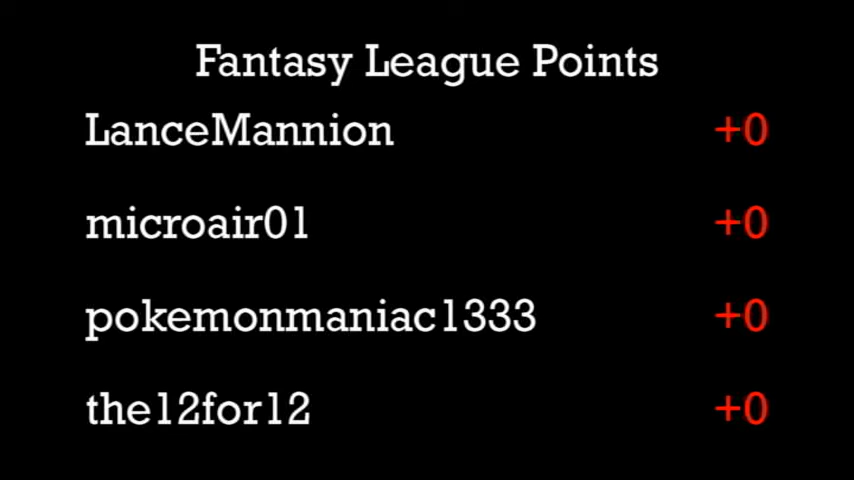 Fantasy League Points
LanceMannion +0
microair01 +0
pokemonmaniac1333 +0
the12for12 +0